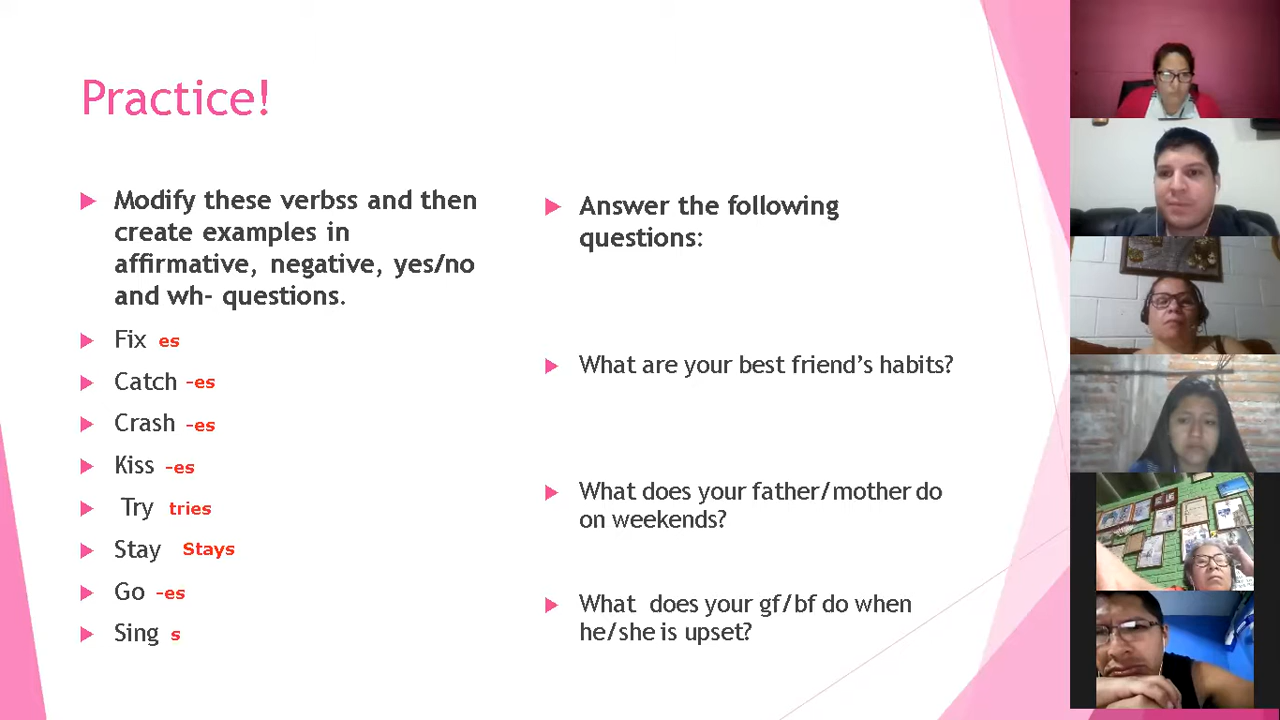 Practice!
Modify these verbss and then
create examples in
affirmative, negative, yes/no
and wh- questions.
Fix es
Catch -es
Crash -es
Kiss -es
Try tries
Stay Stays
Go -es
Sing s
Answer the following
questions:
What are your best friend's habits?
What does your father/mother do
on weekends?
What does your gf/bf do when
he/she is upset?